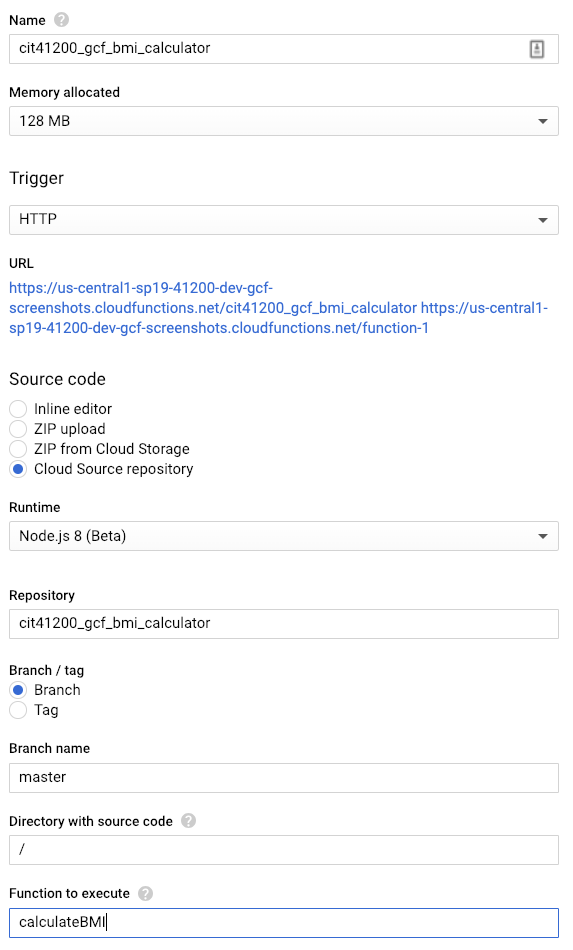 Name ?
cit41200_gcf_bmi_calculator
Memory allocated
128 MB
Trigger
HTTP
URL
https://us-central1-sp19-41200-dev-gcf-
screenshots.cloudfunctions.net/cit41200_gcf_bmi_calculator https://us-central1-
sp19-41200-dev-gcf-screenshots.cloudfunctions.net/function-1
Source code
Inline editor
ZIP upload
ZIP from Cloud Storage
Cloud Source repository
Runtime
Node.js 8 (Beta)
Repository
cit41200_gcf_bmi_calculator
Branch / tag
Branch
Tag
Branch name
master
Directory with source code ?
/
Function to execute ?
calculateBMI